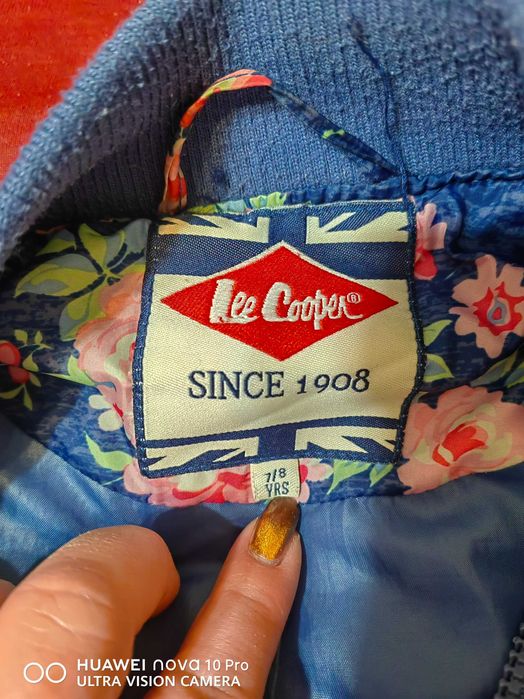 Lee Cooper®
SINCE 1908
7/8
YRS
HUAWEI nova 10 Pro
ULTRA VISION CAMERA